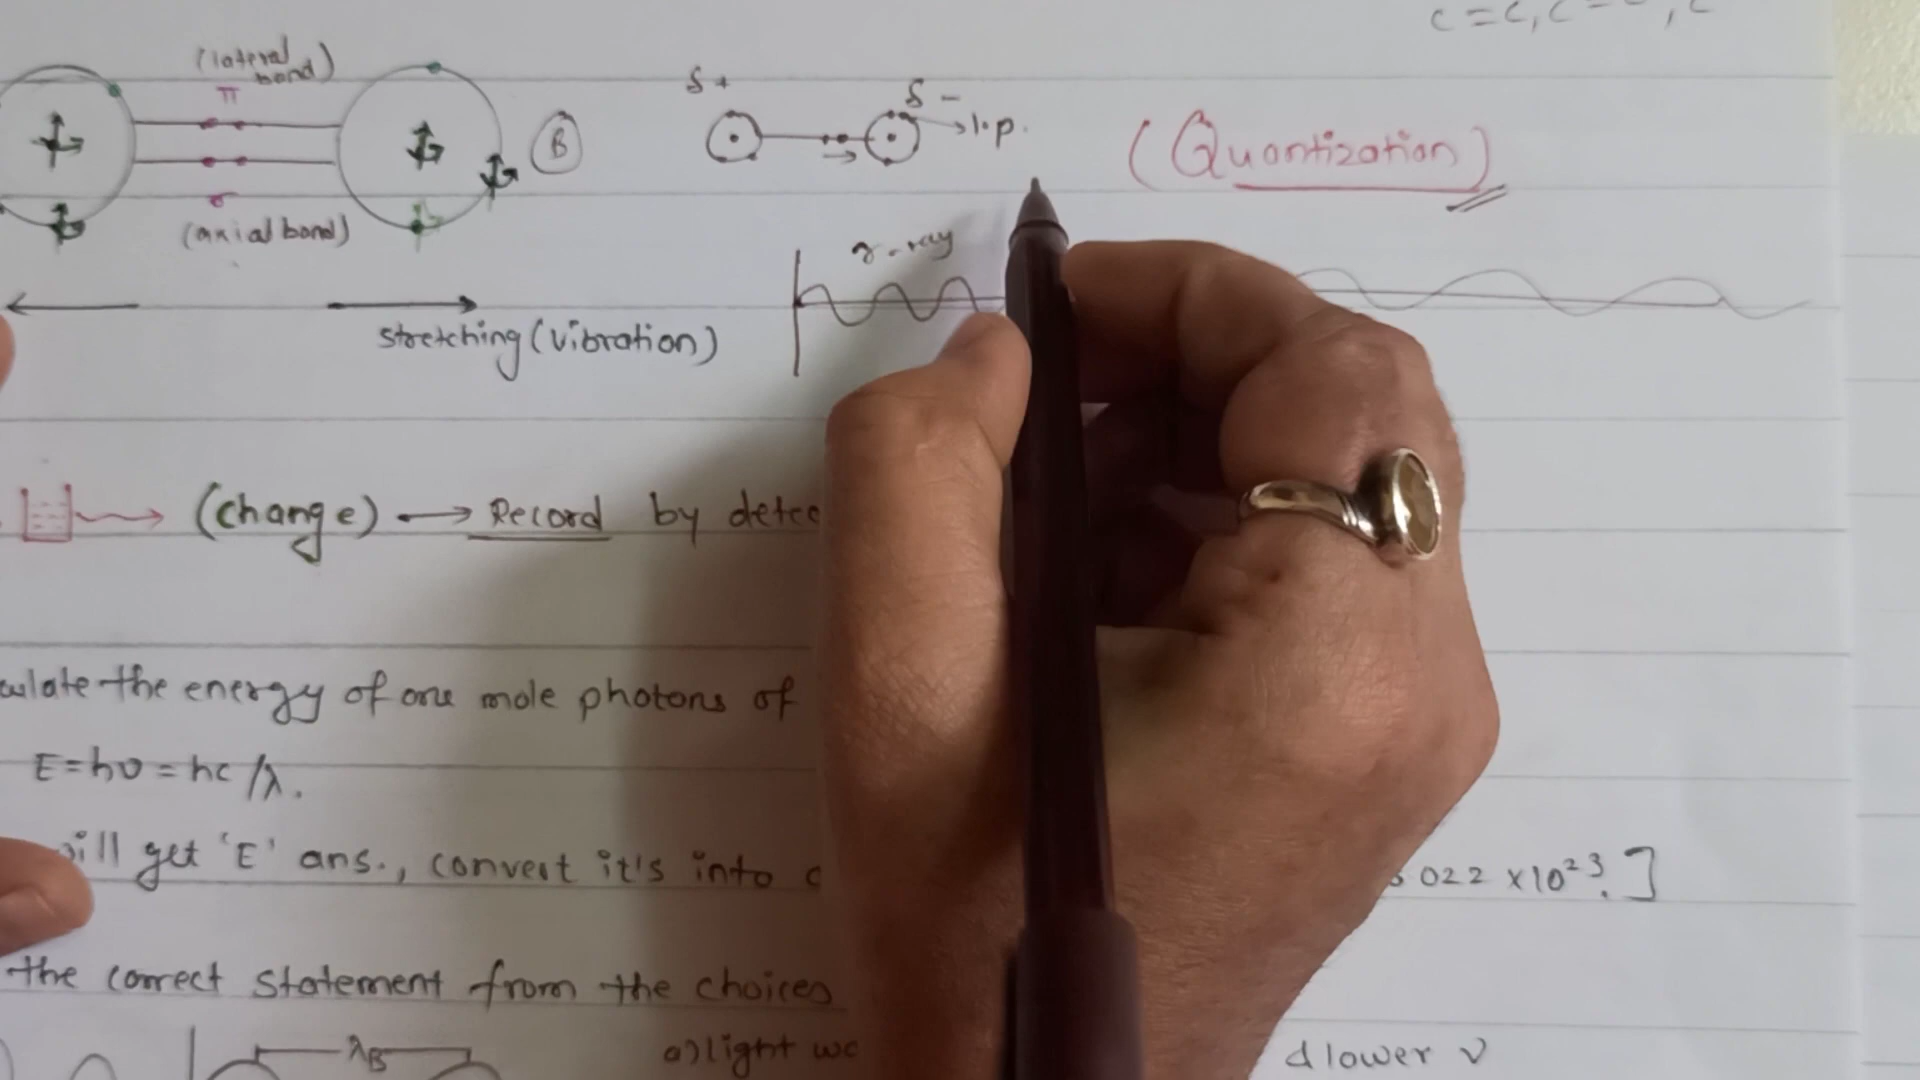 (lateral
bond)
π
δ+
δ-
→l.p.
B
(Quantization)
σ
(axial bond)
γ-ray
stretching (vibration)
(change) → Record by detec
ulate the energy of one mole photons of
E=hν = hc/λ.
ill get 'E' ans., convert it's into
022 x10²³.]
the correct statement from the choices
λB
a) light
lower ν